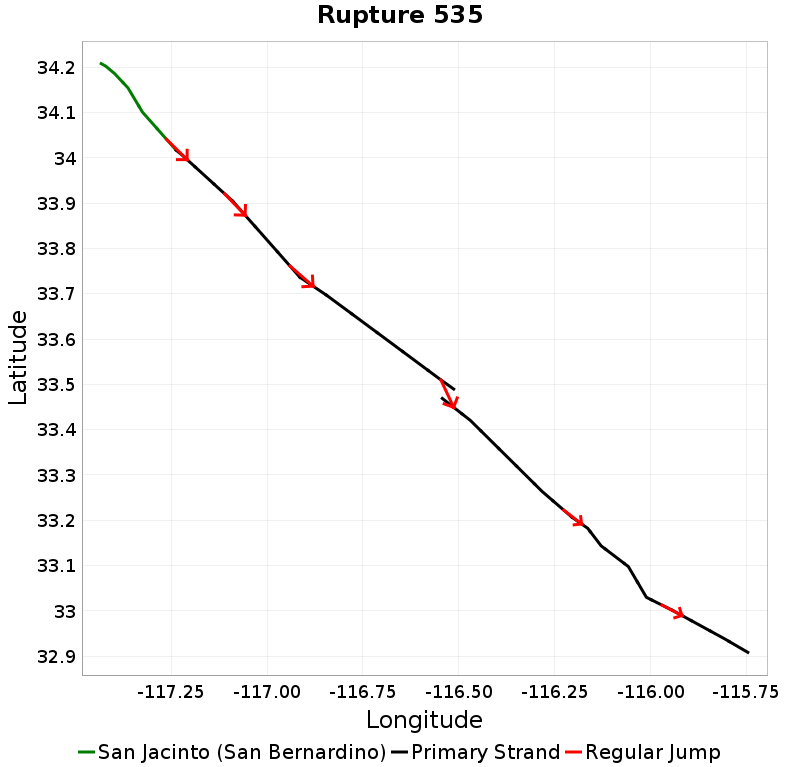 Rupture 535
34.2
34.1
34
33.9
33.8
33.7
33.6
33.5
33.4
33.3
33.2
33.1
33
32.9
Latitude
-117.25 -117.00 -116.75 -116.50 -116.25 -116.00 -115.75
Longitude
San Jacinto (San Bernardino) Primary Strand Regular Jump